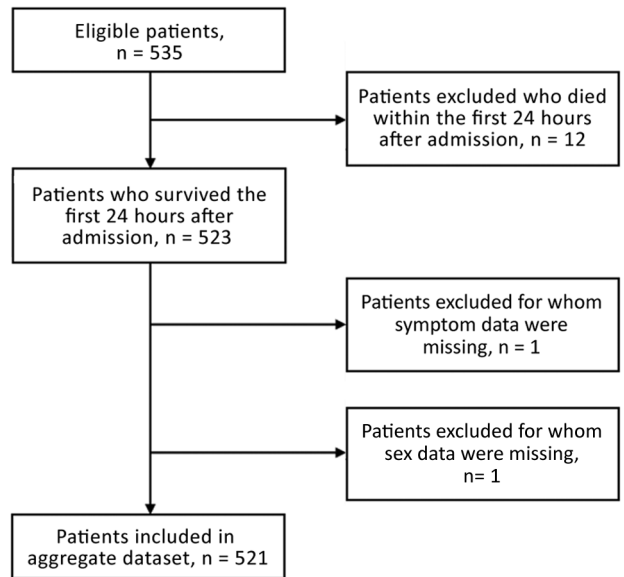 Eligible patients,
n = 535
Patients excluded who died
within the first 24 hours
after admission, n = 12
Patients who survived the
first 24 hours after
admission, n = 523
Patients excluded for whom
symptom data were
missing, n = 1
Patients excluded for whom
sex data were missing,
n= 1
Patients included in
aggregate dataset, n = 521